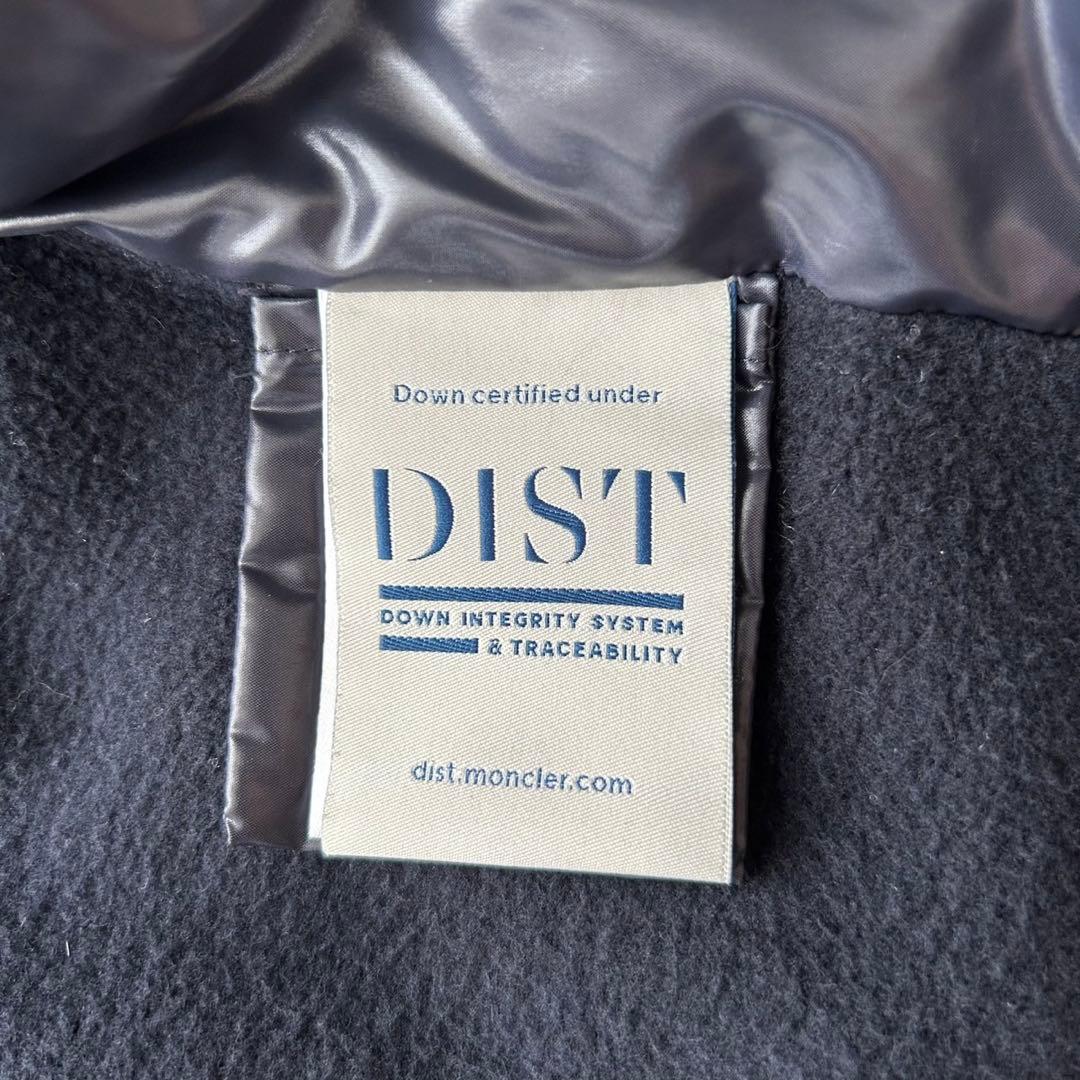 Down certified under
DIST
DOWN INTEGRITY SYSTEM
& TRACEABILITY
dist.moncler.com